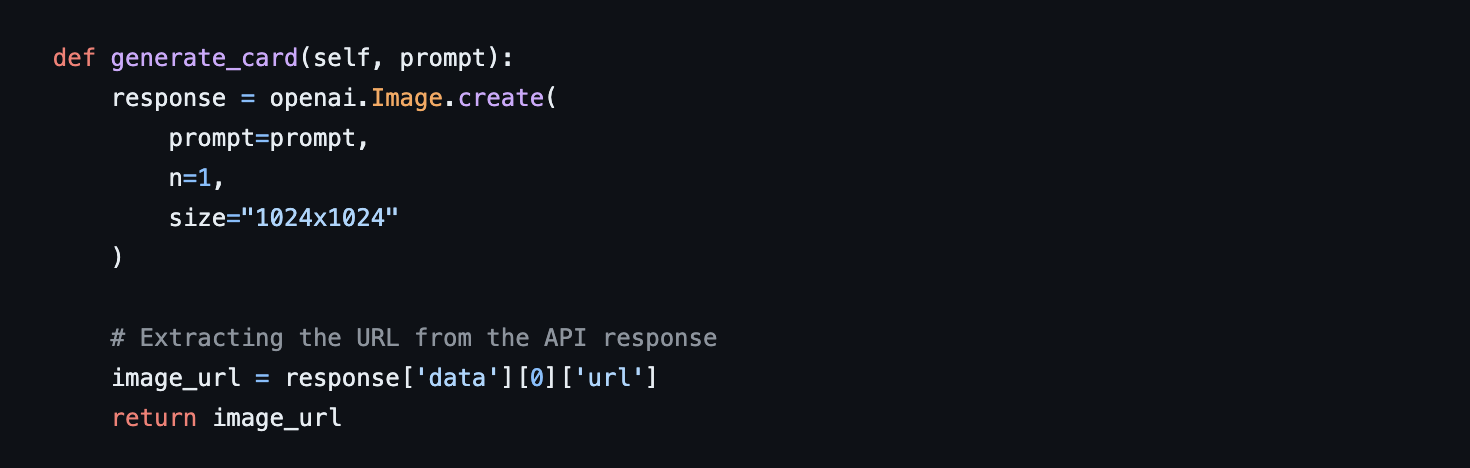 def generate_card(self, prompt):
    response = openai.Image.create(
        prompt=prompt,
        n=1,
        size="1024x1024"
    )

    # Extracting the URL from the API response
    image_url = response['data'][0]['url']
    return image_url